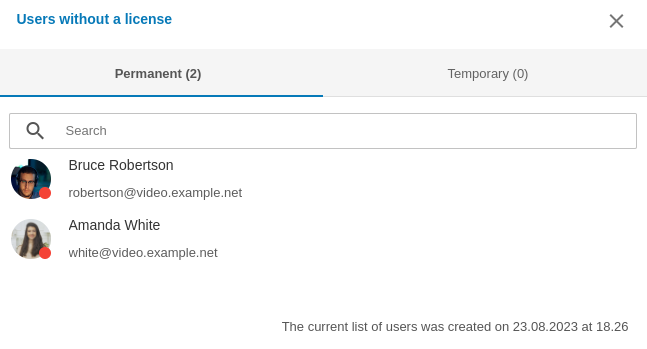 Users without a license
Permanent (2)
Temporary (0)
Search
Bruce Robertson
robertson@video.example.net
Amanda White
white@video.example.net
The current list of users was created on 23.08.2023 at 18.26